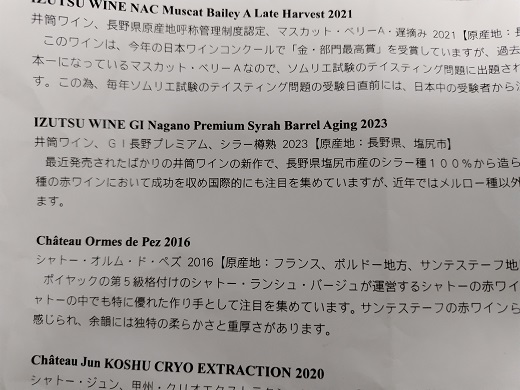 IZUTSU WINE NAC Muscat Bailey A Late Harvest 2021
井筒ワイン、長野県原産地呼称管理制度認定、マスカット・ベリーA・遅摘み 2021【原産地：
このワインは、今年の日本ワインコンクールで「金・部門最高賞」を受賞していますが、過去
本一になっているマスカット・ベリーAなので、ソムリエ試験のテイスティング問題に出題され
す。この為、毎年ソムリエ試験のテイスティング問題の受験日直前には、日本中の受験者から
IZUTSU WINE GI Nagano Premium Syrah Barrel Aging 2023
井筒ワイン、GI長野プレミアム、シラー樽熟 2023【原産地：長野県、塩尻市】
最近発売されたばかりの井筒ワインの新作で、長野県塩尻市産のシラー種100%から造ら
種の赤ワインにおいて成功を収め国際的にも注目を集めていますが、近年ではメルロー種以外
ます。
Château Ormes de Pez 2016
シャトー・オルム・ド・ペズ 2016【原産地：フランス、ボルドー地方、サンテステーフ地
ポイヤックの第5級格付けのシャトー・ランシュ・バージュが運営するシャトーの赤ワイ
ャトーの中でも特に優れた作り手として注目を集めています。サンテステーフの赤ワインら
感じられ、余韻には独特の柔らかさと重厚さがあります。
Château Jun KOSHU CRYO EXTRACTION 2020
シャトー・ジュン、甲州・クリオエクストラ